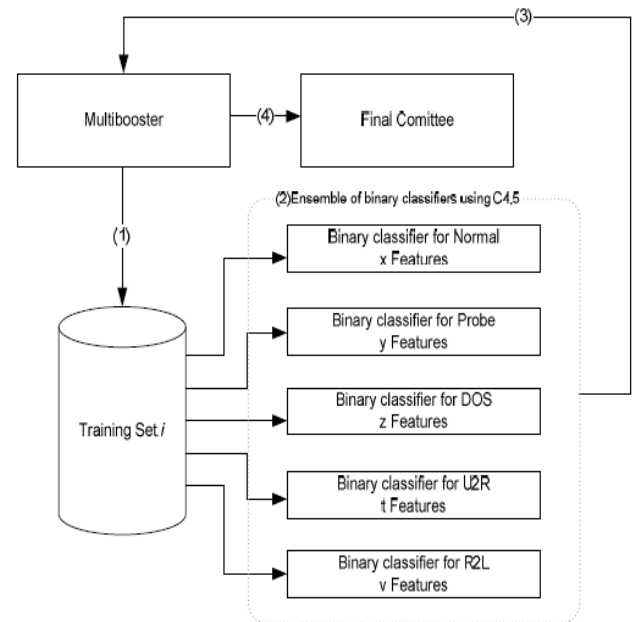 (3)
Multibooster
(4)
Final Comittee
(1)
(2)Ensemble of binary classifiers using C4,5
Binary classifier for Normal
x Features
Binary classifier for Probe
y Features
Binary classifier for DOS
z Features
Training Set i
Binary classifier for U2R
t Features
Binary classifier for R2L
v Features